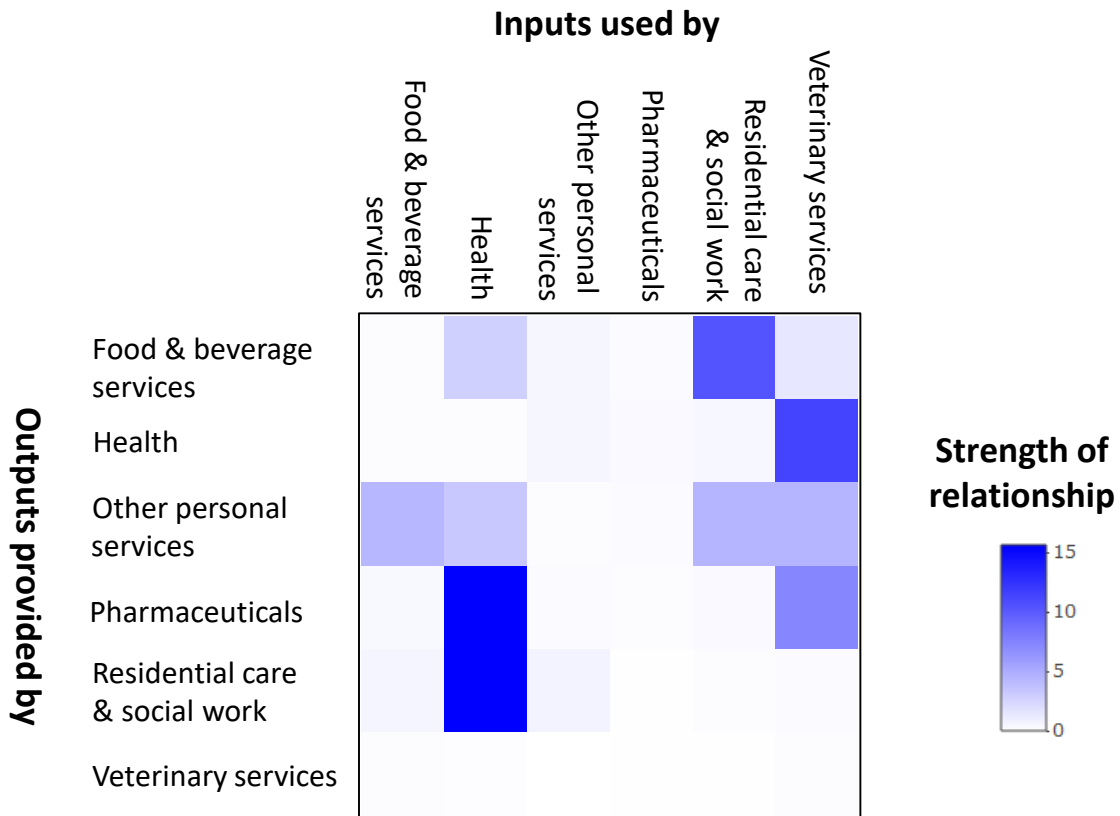 Inputs used by
Food & beverage
services
Health
Other personal
services
Pharmaceuticals
Residential care
& social work
Veterinary services
Outputs provided by
Food & beverage
services
Health
Other personal
services
Pharmaceuticals
Residential care
& social work
Veterinary services
Strength of
relationship
15
10
5
0